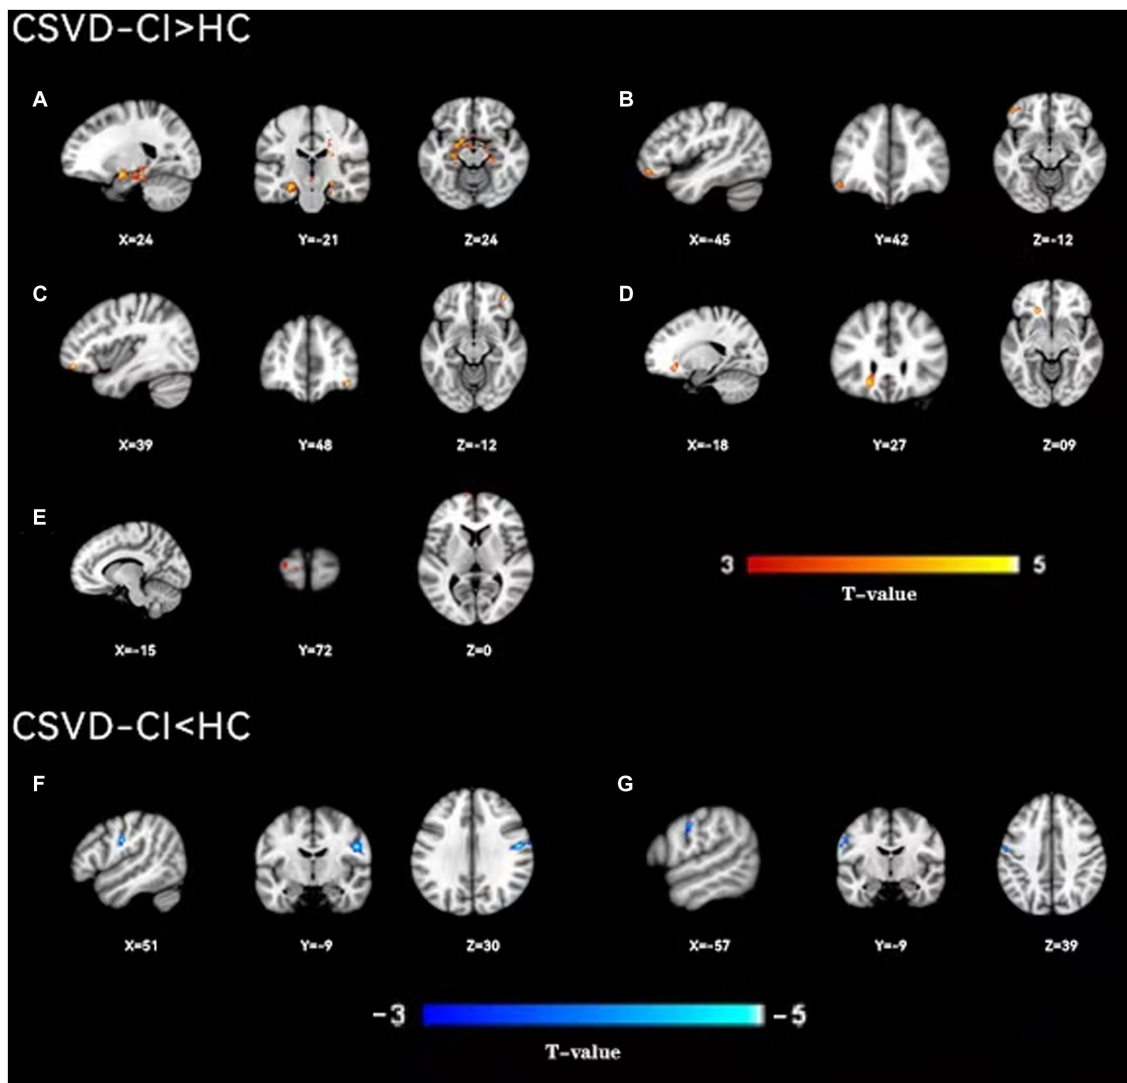 CSVD-CI>HC
A
B
X=24 Y=-21 Z=24 X=-45 Y=42 Z=-12
C
D
X=39 Y=48 Z=-12 X=-18 Y=27 Z=09
E
3 5
T-value
X=-15 Y=72 Z=0
CSVD-CI<HC
F
G
X=51 Y=-9 Z=30 X=-57 Y=-9 Z=39
-3 -5
T-value